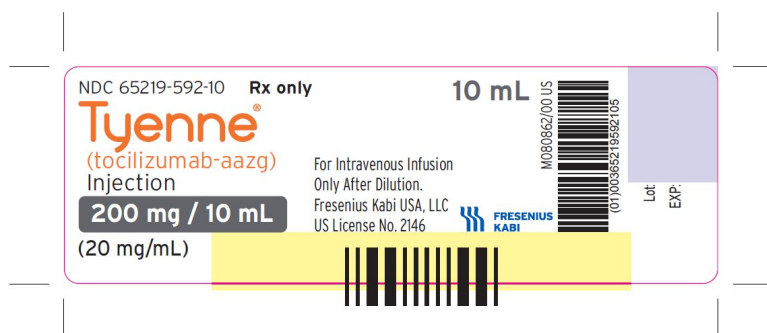 NDC 65219-592-10 Rx only
Tyenne®
(tocilizumab-aazg)
Injection
200 mg / 10 mL
(20 mg/mL)
For Intravenous Infusion
Only After Dilution.
Fresenius Kabi USA, LLC
US License No. 2146
10 mL
FRESENIUS
KABI
M080862/00 US
(01)00365219592105
Lot
EXP: